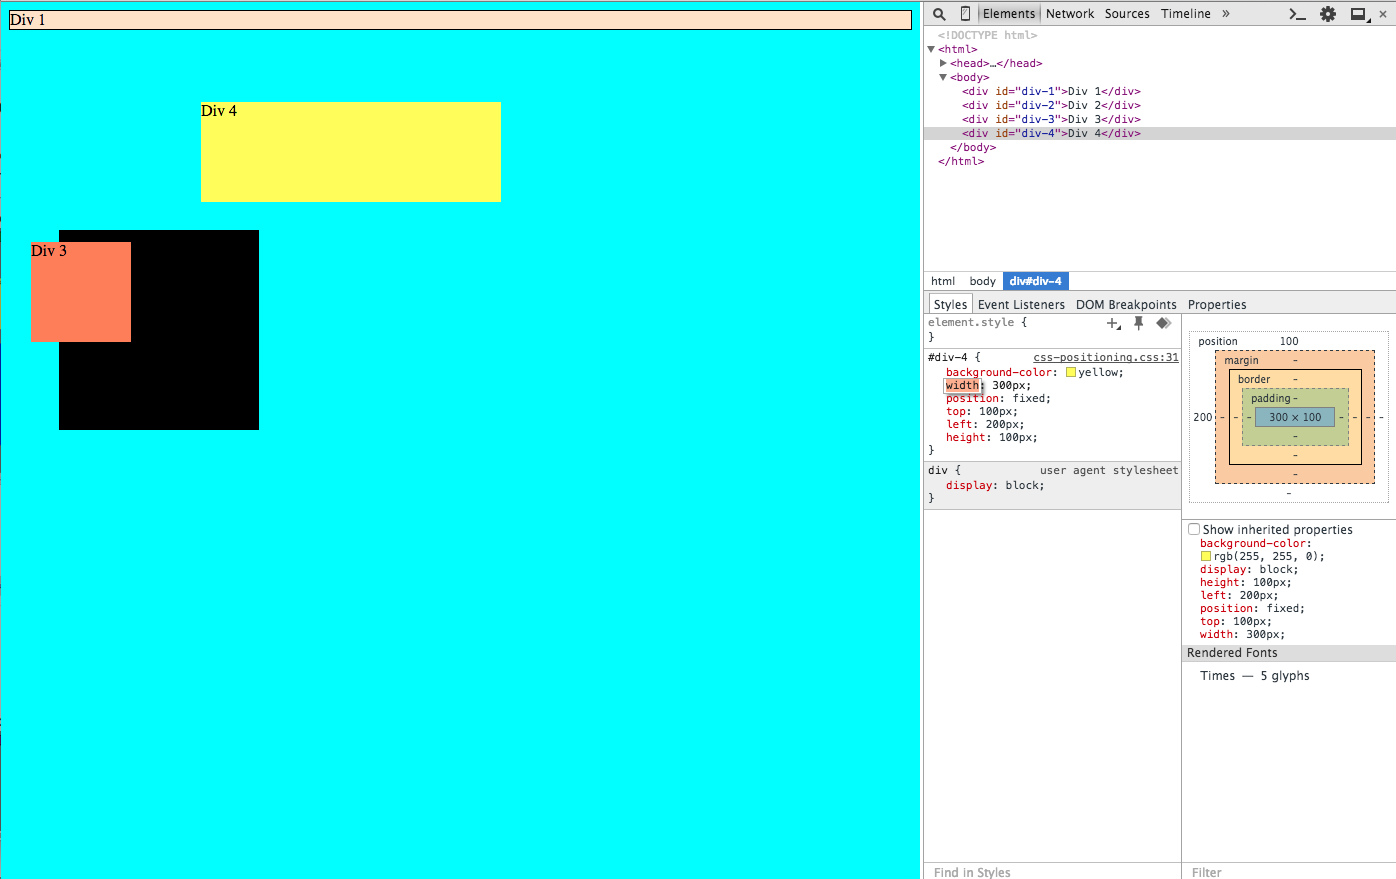 Div 1
Div 4
Div 3
Elements Network Sources Timeline »
<!DOCTYPE html>
<html>
<head>…</head>
<body>
<div id="div-1">Div 1</div>
<div id="div-2">Div 2</div>
<div id="div-3">Div 3</div>
<div id="div-4">Div 4</div>
</body>
</html>
html body div#div-4
Styles Event Listeners DOM Breakpoints Properties
element.style {
}
#div-4 { css-positioning.css:31
background-color: yellow;
width: 300px;
position: fixed;
top: 100px;
left: 200px;
height: 100px;
}
div { user agent stylesheet
display: block;
}
Find in Styles
position 100
margin -
border -
padding -
200 - - - 300 × 100 - - - -
-
-
-
-
Show inherited properties
background-color:
rgb(255, 255, 0);
display: block;
height: 100px;
left: 200px;
position: fixed;
top: 100px;
width: 300px;
Rendered Fonts
Times — 5 glyphs
Filter